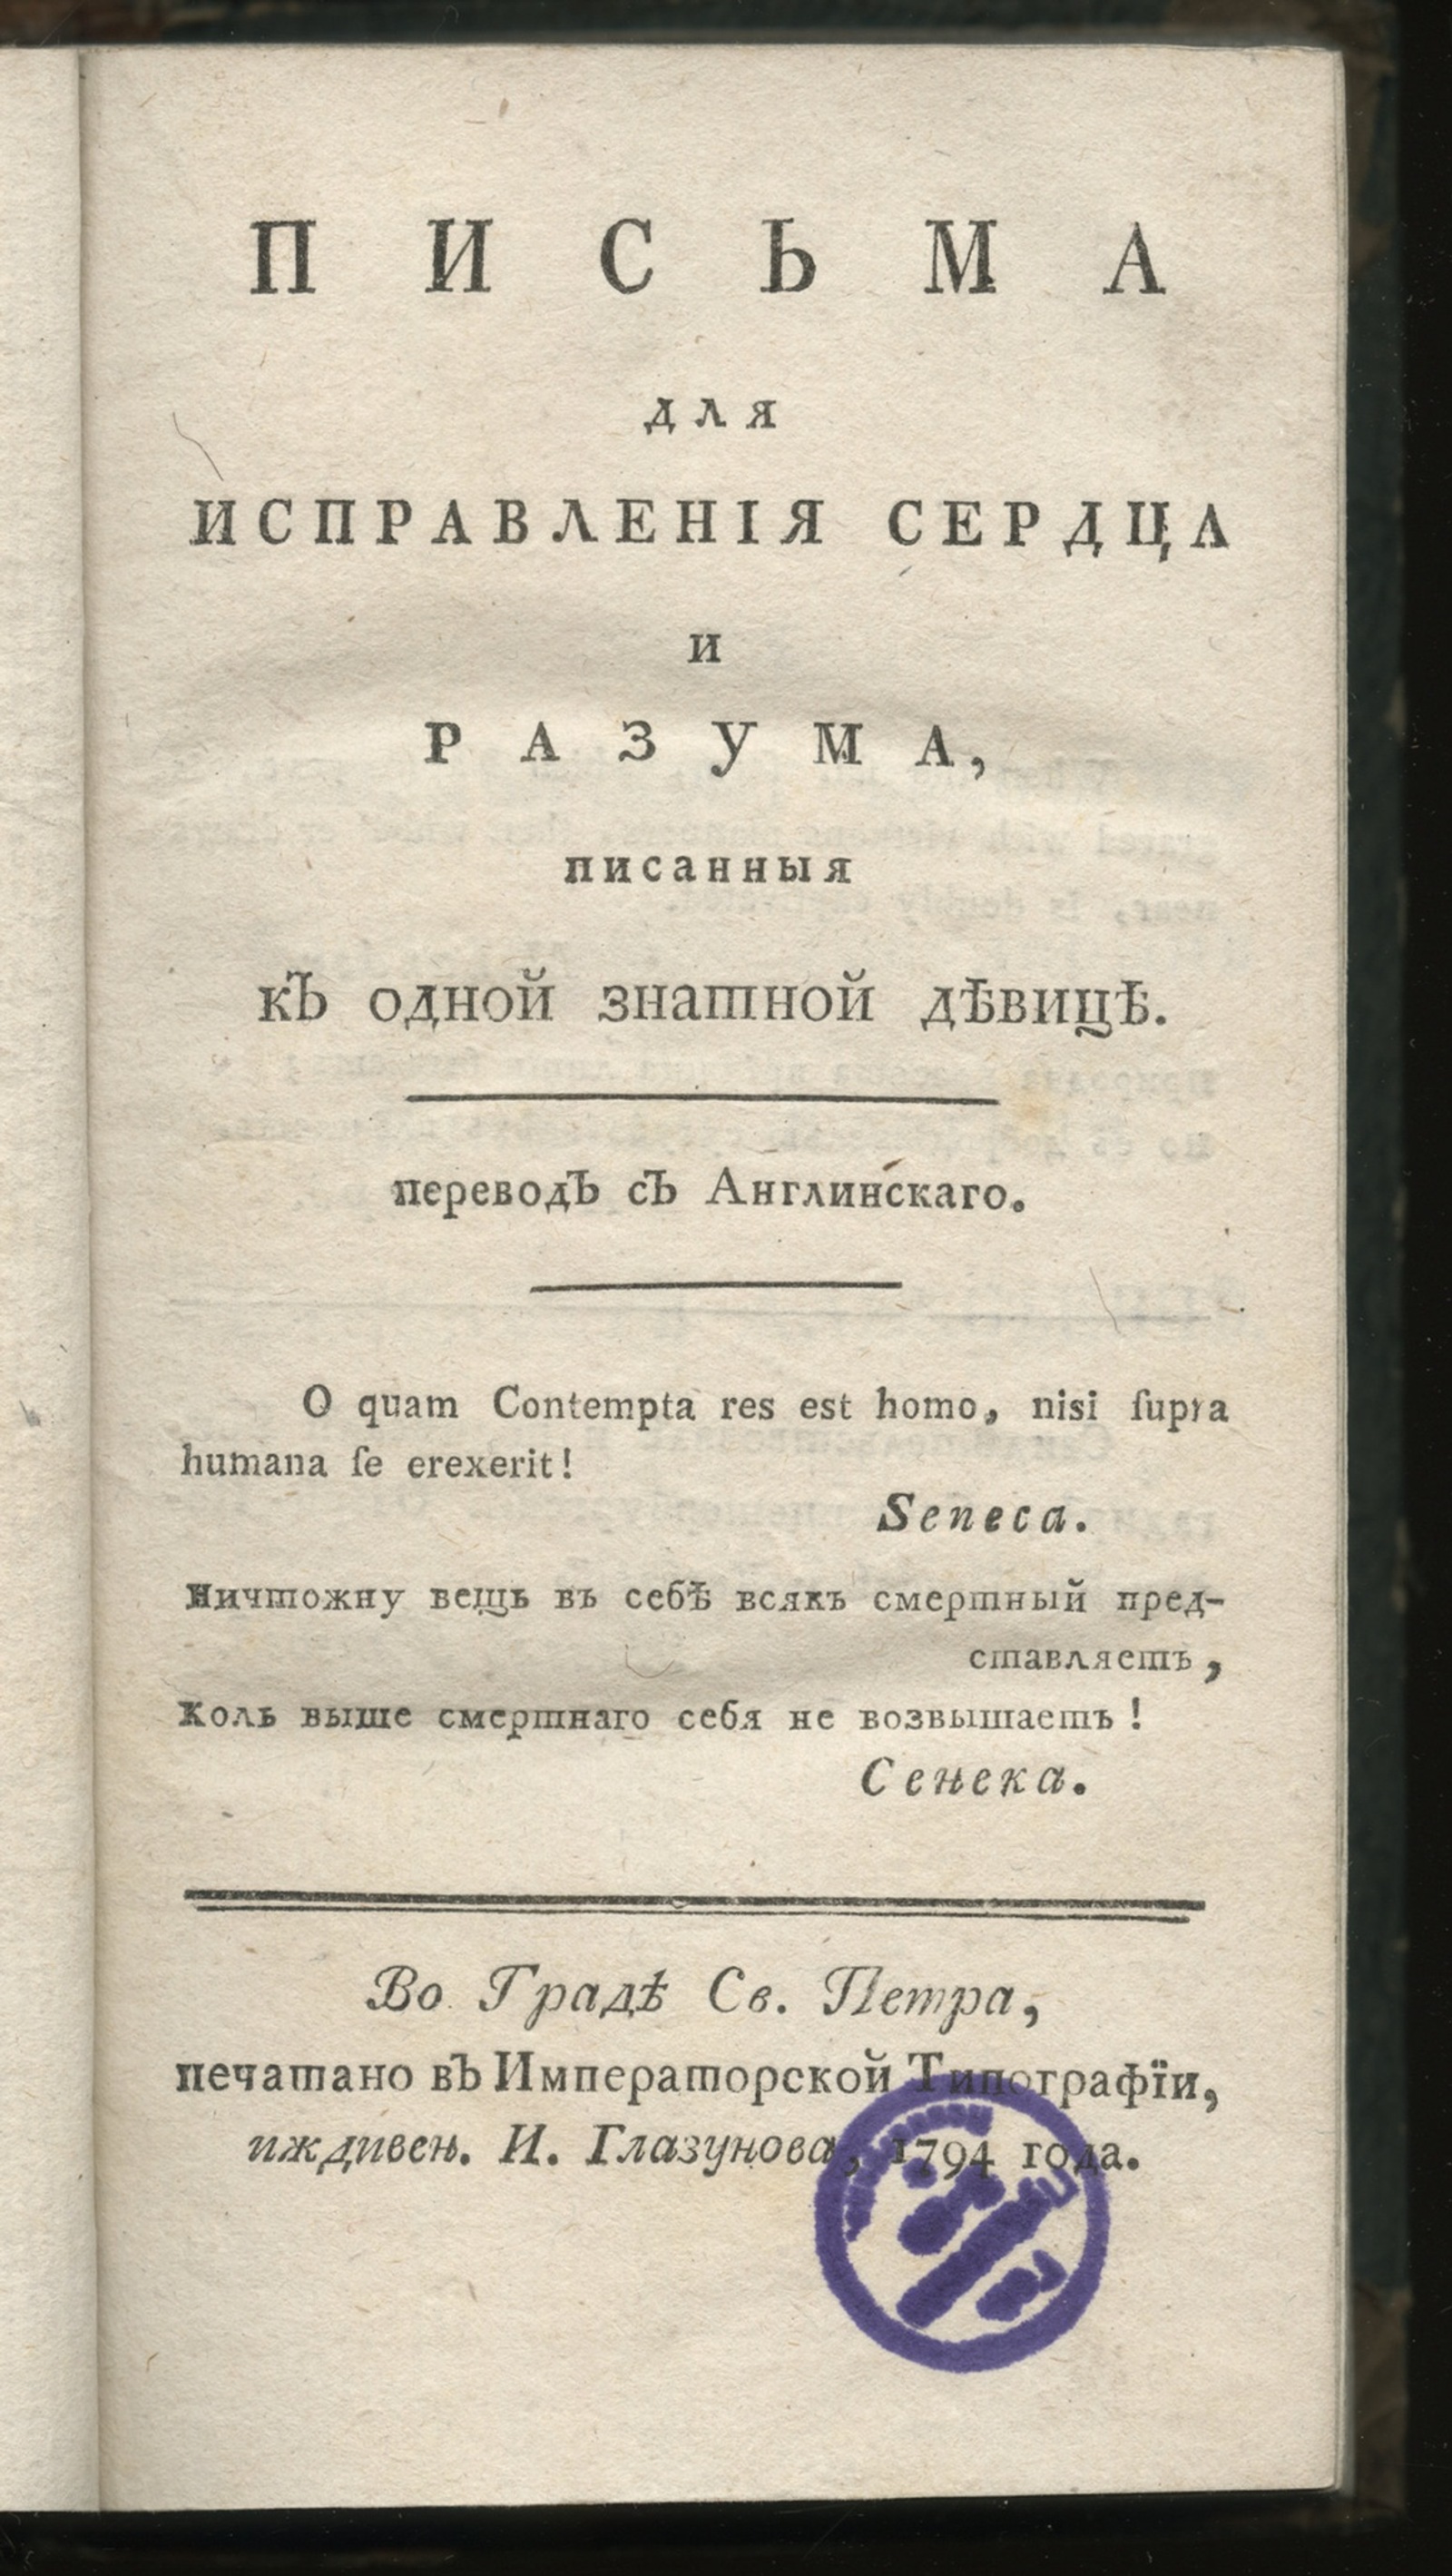 ПИСЬМА
для
ИСПРАВЛЕНІЯ СЕРДЦА
и
РАЗУМА,
писанныя
къ одной знатной дѣвицѣ.
переводъ съ Англинскаго.
O quam Contempta res est homo, nisi ſupra
humana ſe erexerit!
Seneca.
Ничтожну вещь въ себѣ всякъ смертный пред-
ставляетъ,
Коль выше смертнаго себя не возвышаетъ!
Сенека.
Во Градѣ Св. Петра,
печатано въ Императорской Типографїи,
иждивен. И. Глазунова, 1794 года.